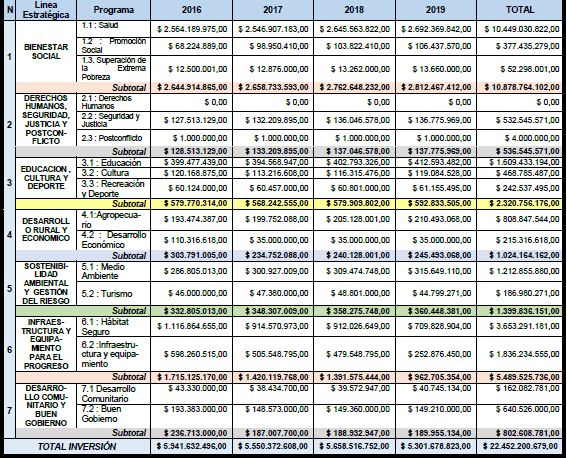 N Línea Estratégica Programa 2016 2017 2018 2019 TOTAL
1 BIENESTAR SOCIAL
1.1 : Salud $ 2.564.189.975,00 $ 2.546.907.183,00 $ 2.645.563.822,00 $ 2.692.369.842,00 $ 10.449.030.822,00
1.2 : Promoción Social $ 68.224.889,00 $ 98.950.410,00 $ 103.822.410,00 $ 106.437.570,00 $ 377.435.279,00
1.3. Superación de la Extrema Pobreza $ 12.500.001,00 $ 12.876.000,00 $ 13.262.000,00 $ 13.660.000,00 $ 52.298.001,00
Subtotal $ 2.644.914.865,00 $ 2.658.733.593,00 $ 2.762.648.232,00 $ 2.812.467.412,00 $ 10.878.764.102,00
2 DERECHOS HUMANOS, SEGURIDAD, JUSTICIA Y POSTCON-FLICTO
2.1 : Derechos Humanos $ 0,00 $ 0,00 $ 0,00 $ 0,00 $ 0,00
2.2 : Seguridad y Justicia $ 127.513.129,00 $ 132.209.895,00 $ 136.046.578,00 $ 136.775.969,00 $ 532.545.571,00
2.3 : Postconflicto $ 1.000.000,00 $ 1.000.000,00 $ 1.000.000,00 $ 1.000.000,00 $ 4.000.000,00
Subtotal $ 128.513.129,00 $ 133.209.895,00 $ 137.046.578,00 $ 137.775.969,00 $ 536.545.571,00
3 EDUCACION, CULTURA Y DEPORTE
3.1 : Educación $ 399.477.439,00 $ 394.568.947,00 $ 402.793.326,00 $ 412.593.482,00 $ 1.609.433.194,00
3.2 : Cultura $ 120.168.875,00 $ 113.216.608,00 $ 116.315.476,00 $ 119.084.528,00 $ 468.785.487,00
3.3 : Recreación y Deporte $ 60.124.000,00 $ 60.457.000,00 $ 60.801.000,00 $ 61.155.495,00 $ 242.537.495,00
Subtotal $ 579.770.314,00 $ 568.242.555,00 $ 579.909.802,00 $ 592.833.505,00 $ 2.320.756.176,00
4 DESARROLL O RURAL Y ECONOMICO
4.1:Agropecua-rio $ 193.474.387,00 $ 199.752.088,00 $ 205.128.001,00 $ 210.493.068,00 $ 808.847.544,00
4.2 : Desarrollo Económico $ 110.316.618,00 $ 35.000.000,00 $ 35.000.000,00 $ 35.000.000,00 $ 215.316.618,00
Subtotal $ 303.791.005,00 $ 234.752.088,00 $ 240.128.001,00 $ 245.493.068,00 $ 1.024.164.162,00
5 SOSTENIBI-LIDAD AMBIENTAL Y GESTIÓN DEL RIESGO
5.1 : Medio Ambiente $ 286.805.013,00 $ 300.927.009,00 $ 309.474.748,00 $ 315.649.110,00 $ 1.212.855.880,00
5.2 : Turismo $ 46.000.000,00 $ 47.380.000,00 $ 48.801.000,00 $ 44.799.271,00 $ 186.980.271,00
Subtotal $ 332.805.013,00 $ 348.307.009,00 $ 358.275.748,00 $ 360.448.381,00 $ 1.399.836.151,00
6 INFRAES-TRUCTURA Y EQUIPA-MIENTO PARA EL PROGRESO
6.1 : Hábitat Seguro $ 1.116.864.655,00 $ 914.570.973,00 $ 912.026.649,00 $ 709.828.904,00 $ 3.653.291.181,00
6.2 :Infraestru-ctura y equipa-miento $ 598.260.515,00 $ 505.548.795,00 $ 479.548.795,00 $ 252.876.450,00 $ 1.836.234.555,00
Subtotal $ 1.715.125.170,00 $ 1.420.119.768,00 $ 1.391.575.444,00 $ 962.705.354,00 $ 5.489.525.736,00
7 DESARRO-LLO COMU-NITARIO Y BUEN GOBIERNO
7.1 Desarrollo Comunitario $ 43.330.000,00 $ 38.434.700,00 $ 39.572.947,00 $ 40.745.134,00 $ 162.082.781,00
7.2 : Buen Gobierno $ 193.383.000,00 $ 148.573.000,00 $ 149.360.000,00 $ 149.210.000,00 $ 640.526.000,00
Subtotal $ 236.713.000,00 $ 187.007.700,00 $ 188.932.947,00 $ 189.955.134,00 $ 802.608.781,00
TOTAL INVERSIÓN $ 5.941.632.496,00 $ 5.550.372.608,00 $ 5.658.516.752,00 $ 5.301.678.823,00 $ 22.452.200.679,00